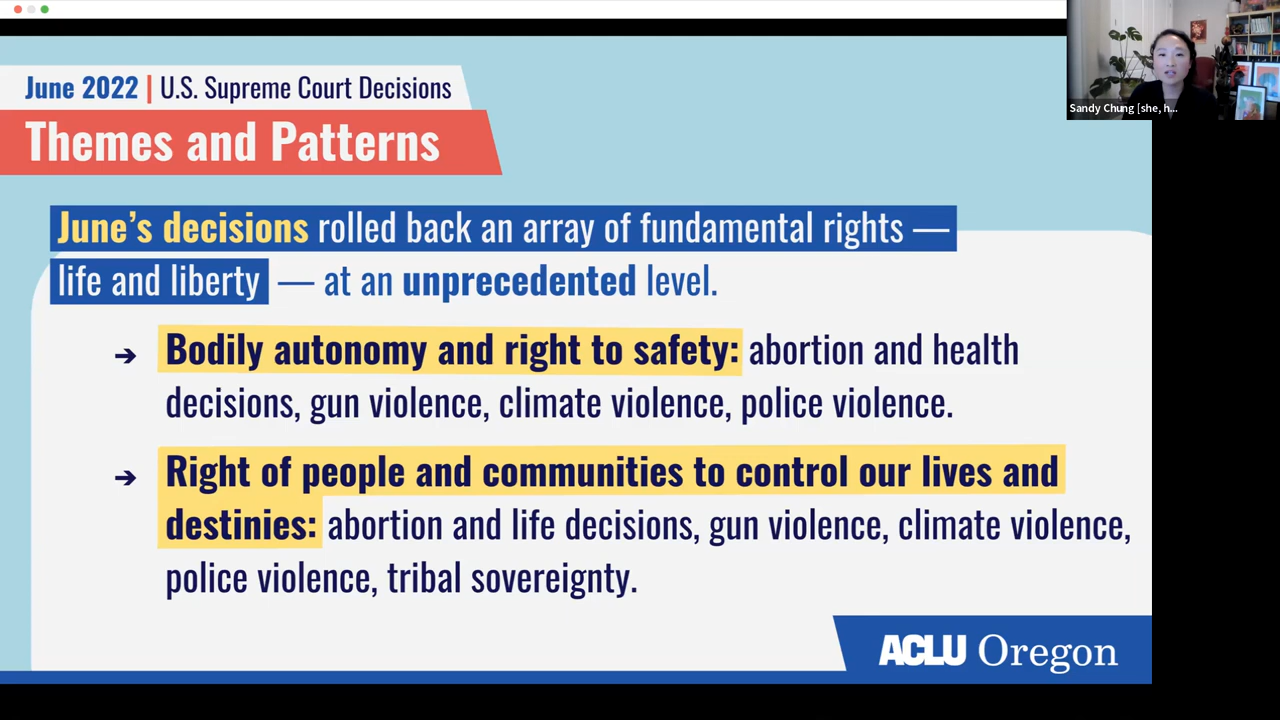 June 2022 | U.S. Supreme Court Decisions
Themes and Patterns
June’s decisions rolled back an array of fundamental rights —
life and liberty — at an unprecedented level.
➔ Bodily autonomy and right to safety: abortion and health
decisions, gun violence, climate violence, police violence.
➔ Right of people and communities to control our lives and
destinies: abortion and life decisions, gun violence, climate violence,
police violence, tribal sovereignty.
ACLU Oregon
Sandy Chung [she, h...